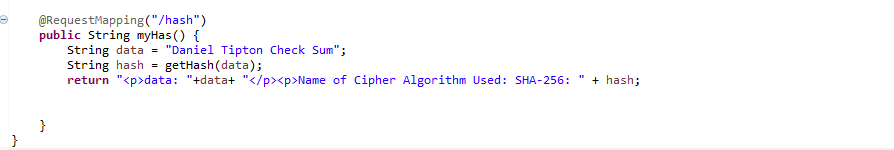 @RequestMapping("/hash")
public String myHas() {
String data = "Daniel Tipton Check Sum";
String hash = getHash(data);
return "<p>data: "+data+ "</p><p>Name of Cipher Algorithm Used: SHA-256: " + hash;
}
}